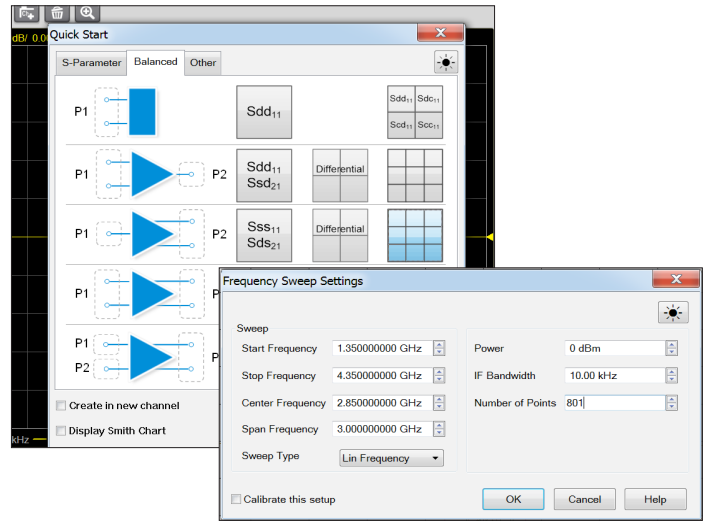 dB/ 0.0
Quick Start
S-Parameter Balanced Other
P1 Sdd11 Sdd11 Sdc11
Scd11 Scc11
P1 P2 Sdd11 Ssd21 Differential
P1 P2 Sss11 Sds21 Differential
P1 P
P1
P2 P
Create in new channel
Display Smith Chart
kHz
Frequency Sweep Settings
Sweep
Start Frequency 1.350000000 GHz Power 0 dBm
Stop Frequency 4.350000000 GHz IF Bandwidth 10.00 kHz
Center Frequency 2.850000000 GHz Number of Points 801
Span Frequency 3.000000000 GHz
Sweep Type Lin Frequency
Calibrate this setup OK Cancel Help